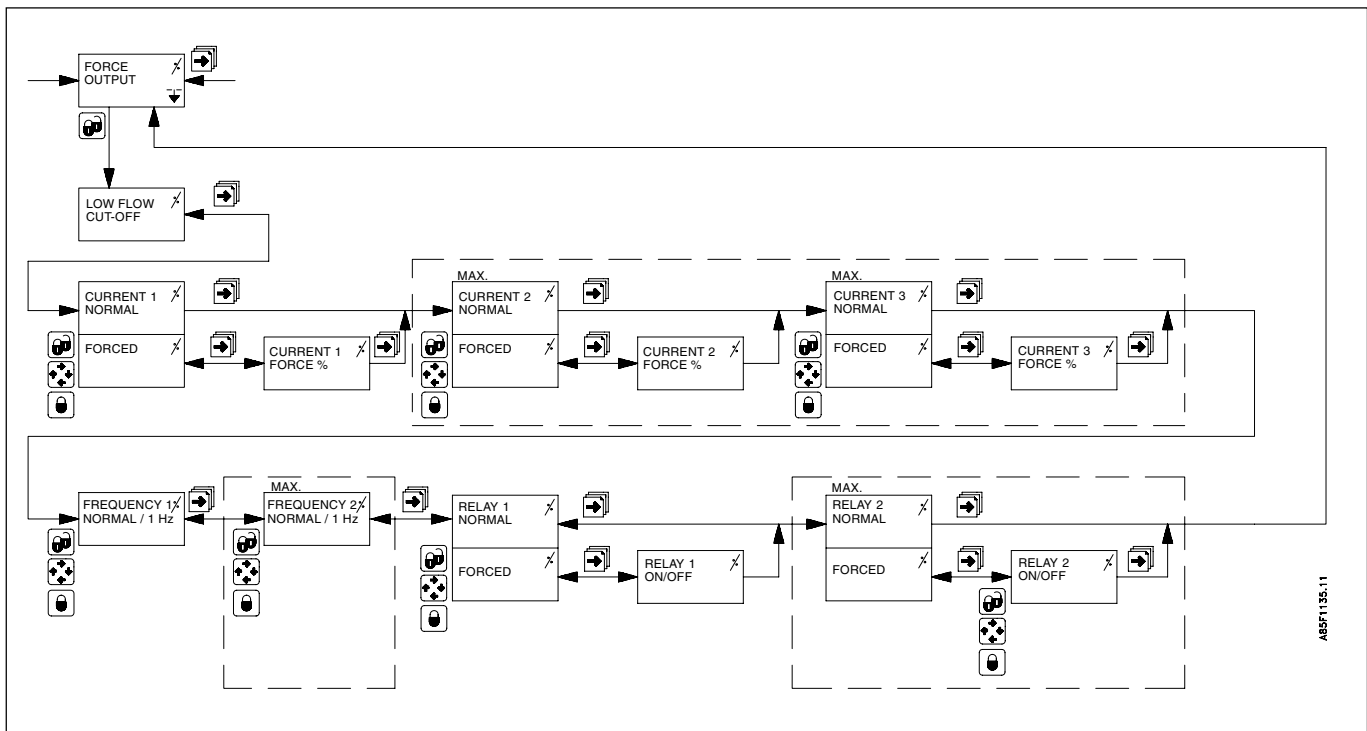 FORCE
OUTPUT
LOW FLOW
CUT-OFF
CURRENT 1
NORMAL
FORCED
CURRENT 1
FORCE %
MAX.
CURRENT 2
NORMAL
FORCED
CURRENT 2
FORCE %
MAX.
CURRENT 3
NORMAL
FORCED
CURRENT 3
FORCE %
FREQUENCY 1
NORMAL / 1 Hz
MAX.
FREQUENCY 2
NORMAL / 1 Hz
RELAY 1
NORMAL
FORCED
RELAY 1
ON/OFF
MAX.
RELAY 2
NORMAL
FORCED
RELAY 2
ON/OFF
A85F1135.11